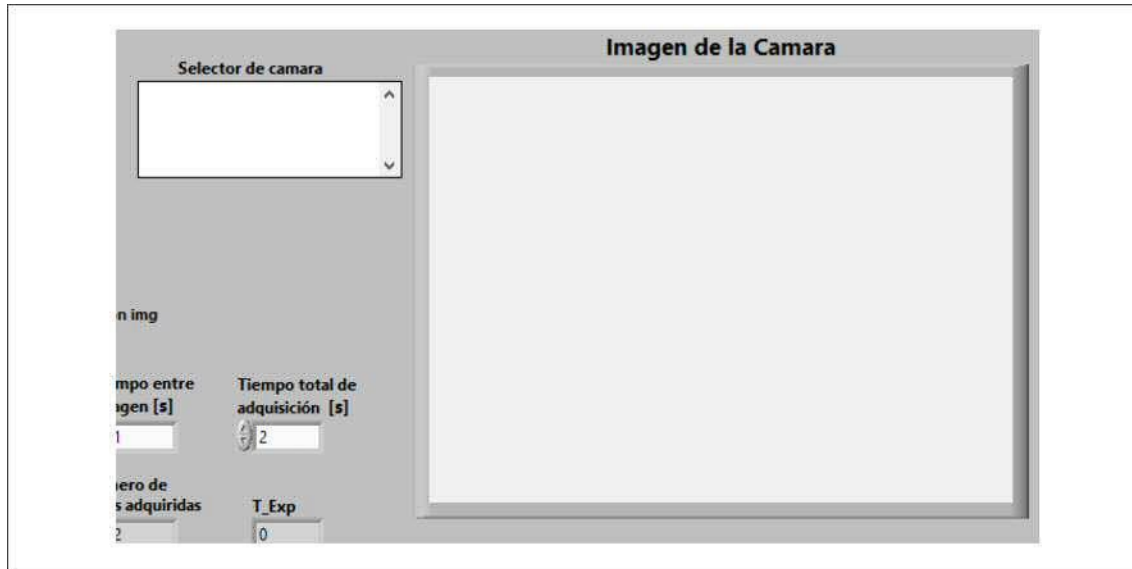 Imagen de la Camara
Selector de camara
n img
mpo entre
agen [s]
1
Tiempo total de
adquisición [s]
2
nero de
s adquiridas
2
T_Exp
0